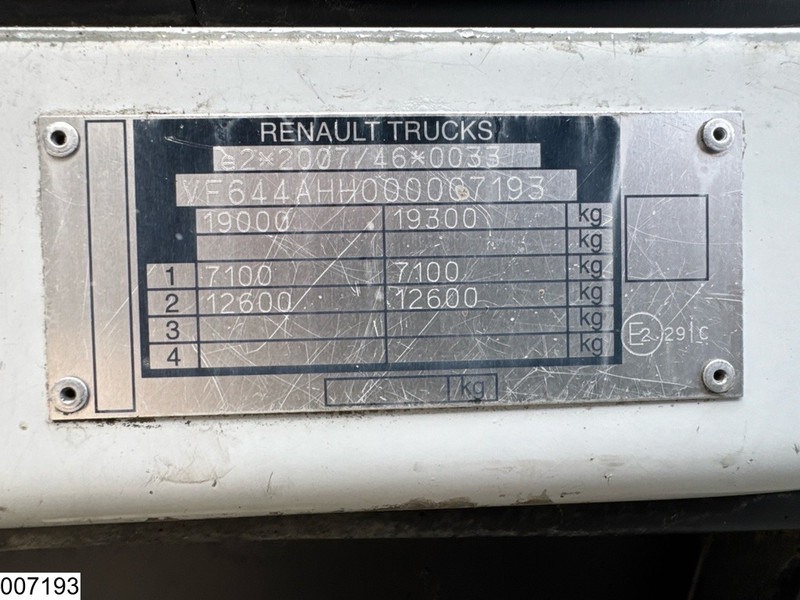 RENAULT TRUCKS
e2*2007/46*0033
VF644AHH000007193
19000 19300 kg
kg
1 7100 7100 kg
2 12600 12600 kg
3 kg
4 kg
E2 29R C
/kg
007193